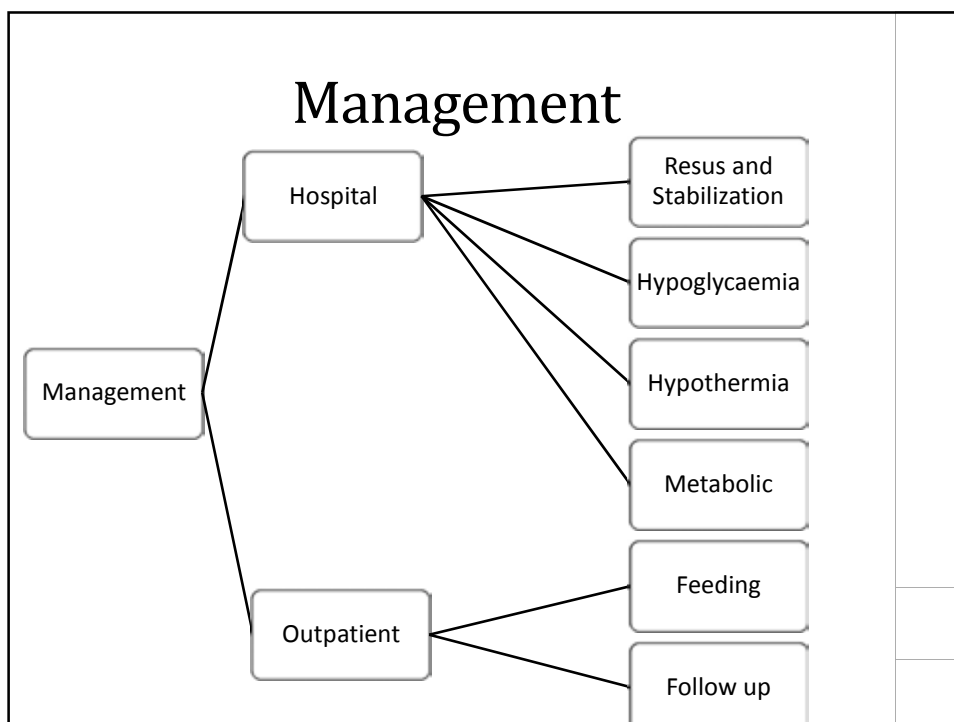 Management
Hospital
Resus and
Stabilization
Hypoglycaemia
Hypothermia
Management
Metabolic
Feeding
Outpatient
Follow up